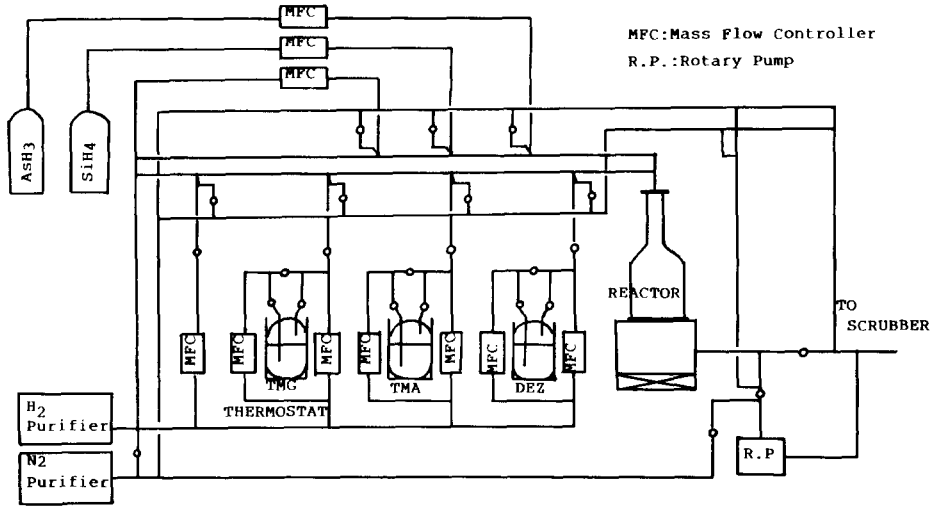 MFC
MFC
MFC
MFC:Mass Flow Controller
R.P.:Rotary Pump
AsH3
SiH4
REACTOR
TO
SCRUBBER
MFC
MFC
MFC
MFC
MFC
MFC
MFC
TMG
TMA
DEZ
THERMOSTAT
H2
Purifier
N2
Purifier
R.P